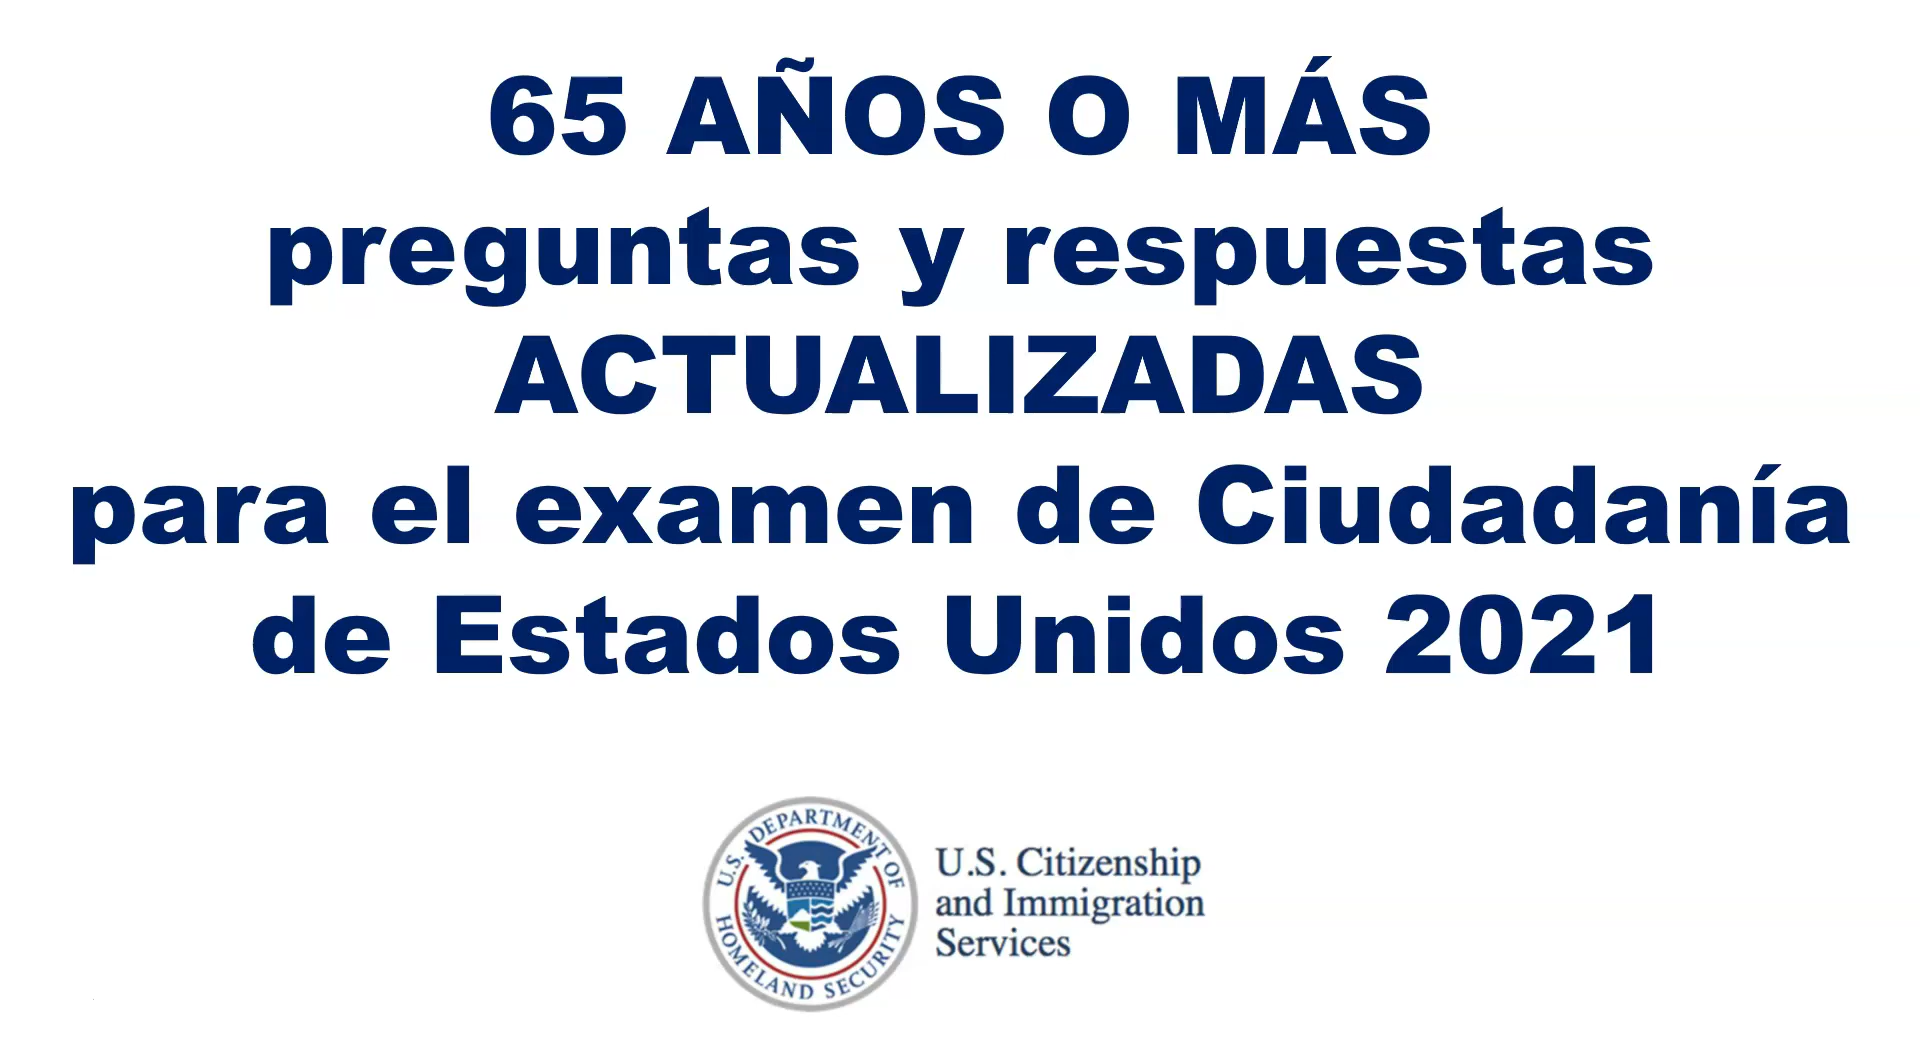 65 AÑOS O MÁS
preguntas y respuestas
ACTUALIZADAS
para el examen de Ciudadanía
de Estados Unidos 2021
U.S. DEPARTMENT OF
HOMELAND SECURITY
U.S. Citizenship
and Immigration
Services